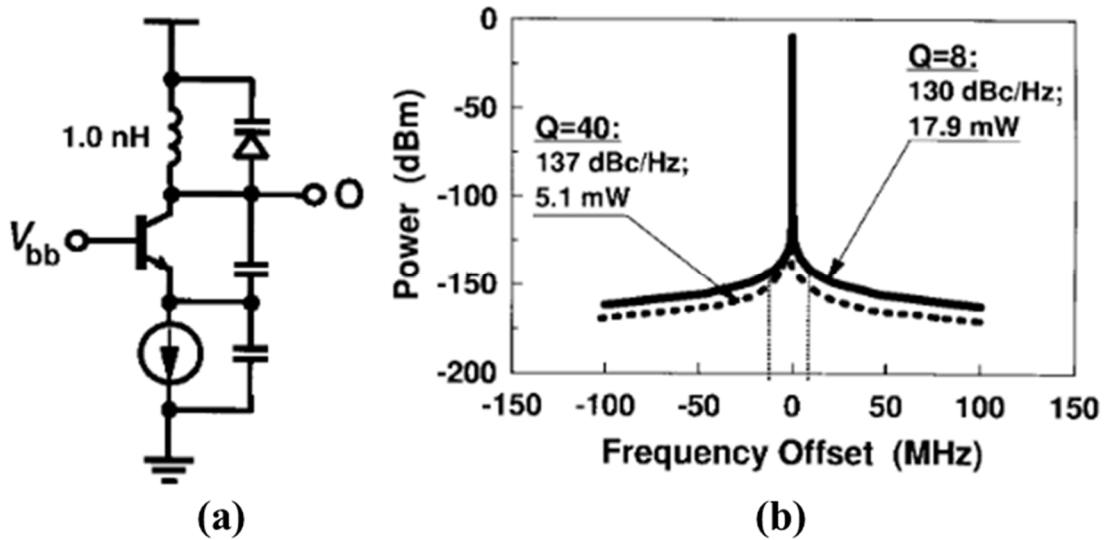 1.0 nH
V_bb
O
(a)
0
-50
-100
-150
-200
-150 -100 -50 0 50 100 150
Power (dBm)
Frequency Offset (MHz)
Q=40:
137 dBc/Hz;
5.1 mW
Q=8:
130 dBc/Hz;
17.9 mW
(b)